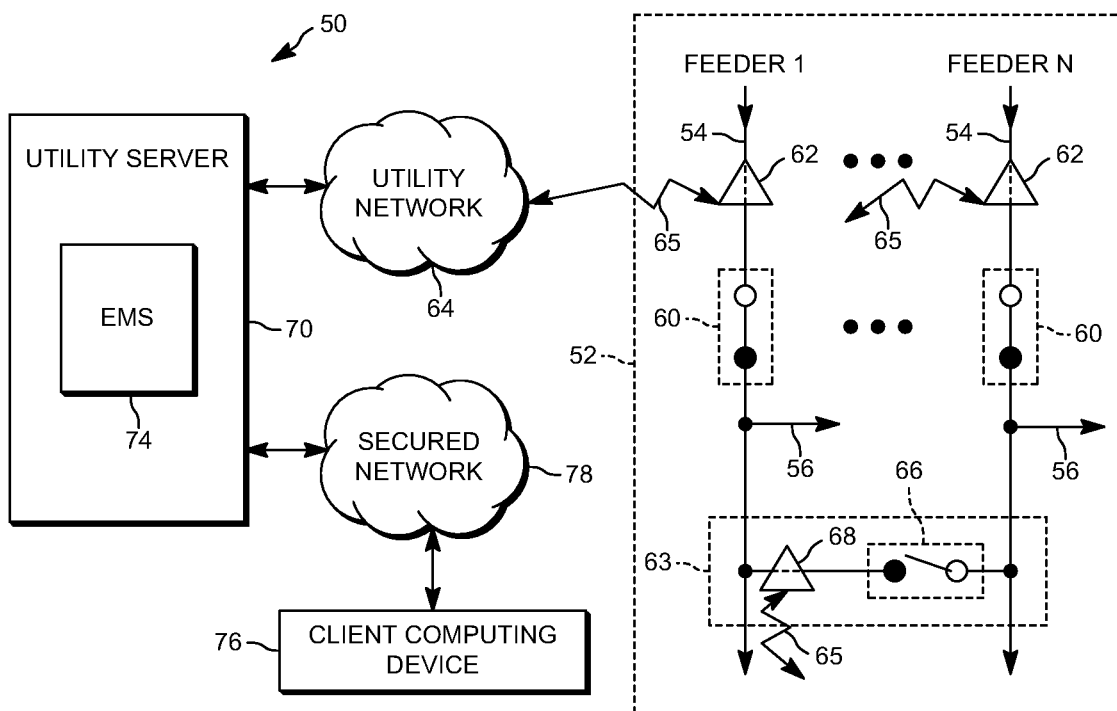 50
FEEDER 1
FEEDER N
54
62
54
62
UTILITY SERVER
UTILITY
NETWORK
65
65
64
EMS
70
74
60
60
52
SECURED
NETWORK
78
56
56
66
63
68
65
76
CLIENT COMPUTING
DEVICE